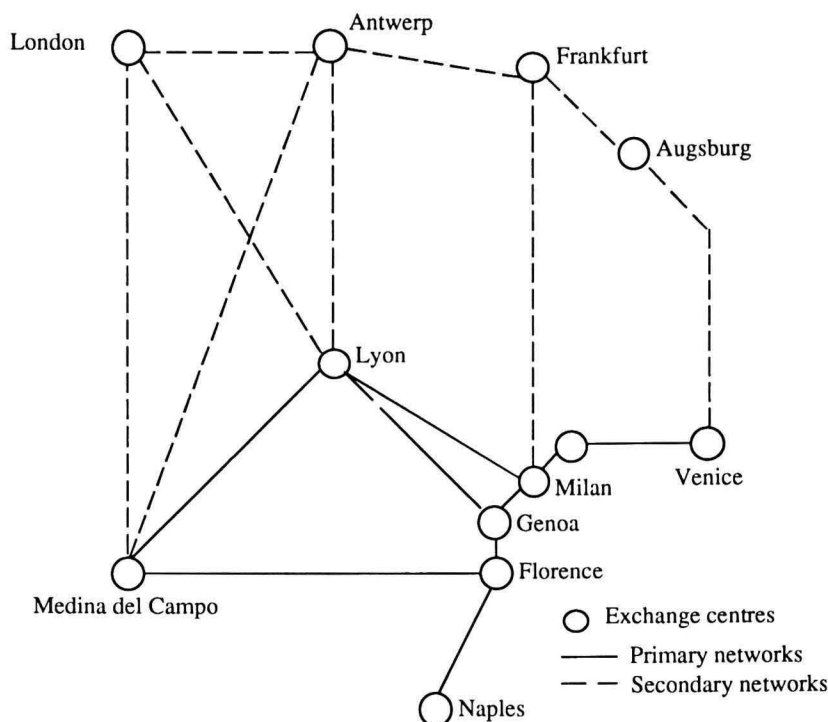 London
Antwerp
Frankfurt
Augsburg
Lyon
Milan
Venice
Genoa
Florence
Medina del Campo
Exchange centres
Primary networks
Secondary networks
Naples